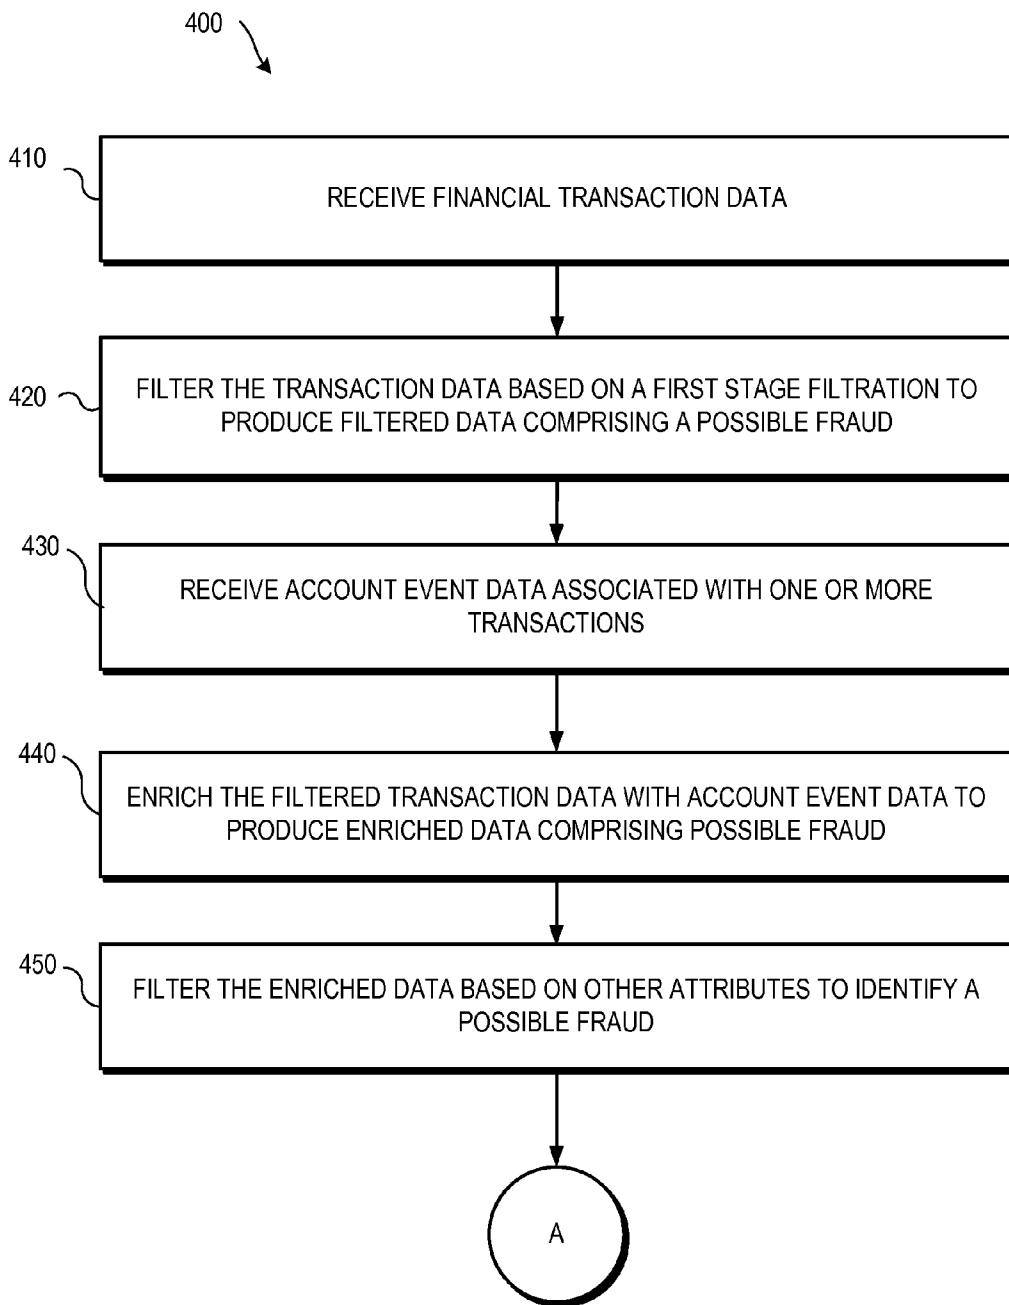 400
410
RECEIVE FINANCIAL TRANSACTION DATA
420
FILTER THE TRANSACTION DATA BASED ON A FIRST STAGE FILTRATION TO
PRODUCE FILTERED DATA COMPRISING A POSSIBLE FRAUD
430
RECEIVE ACCOUNT EVENT DATA ASSOCIATED WITH ONE OR MORE
TRANSACTIONS
440
ENRICH THE FILTERED TRANSACTION DATA WITH ACCOUNT EVENT DATA TO
PRODUCE ENRICHED DATA COMPRISING POSSIBLE FRAUD
450
FILTER THE ENRICHED DATA BASED ON OTHER ATTRIBUTES TO IDENTIFY A
POSSIBLE FRAUD
A